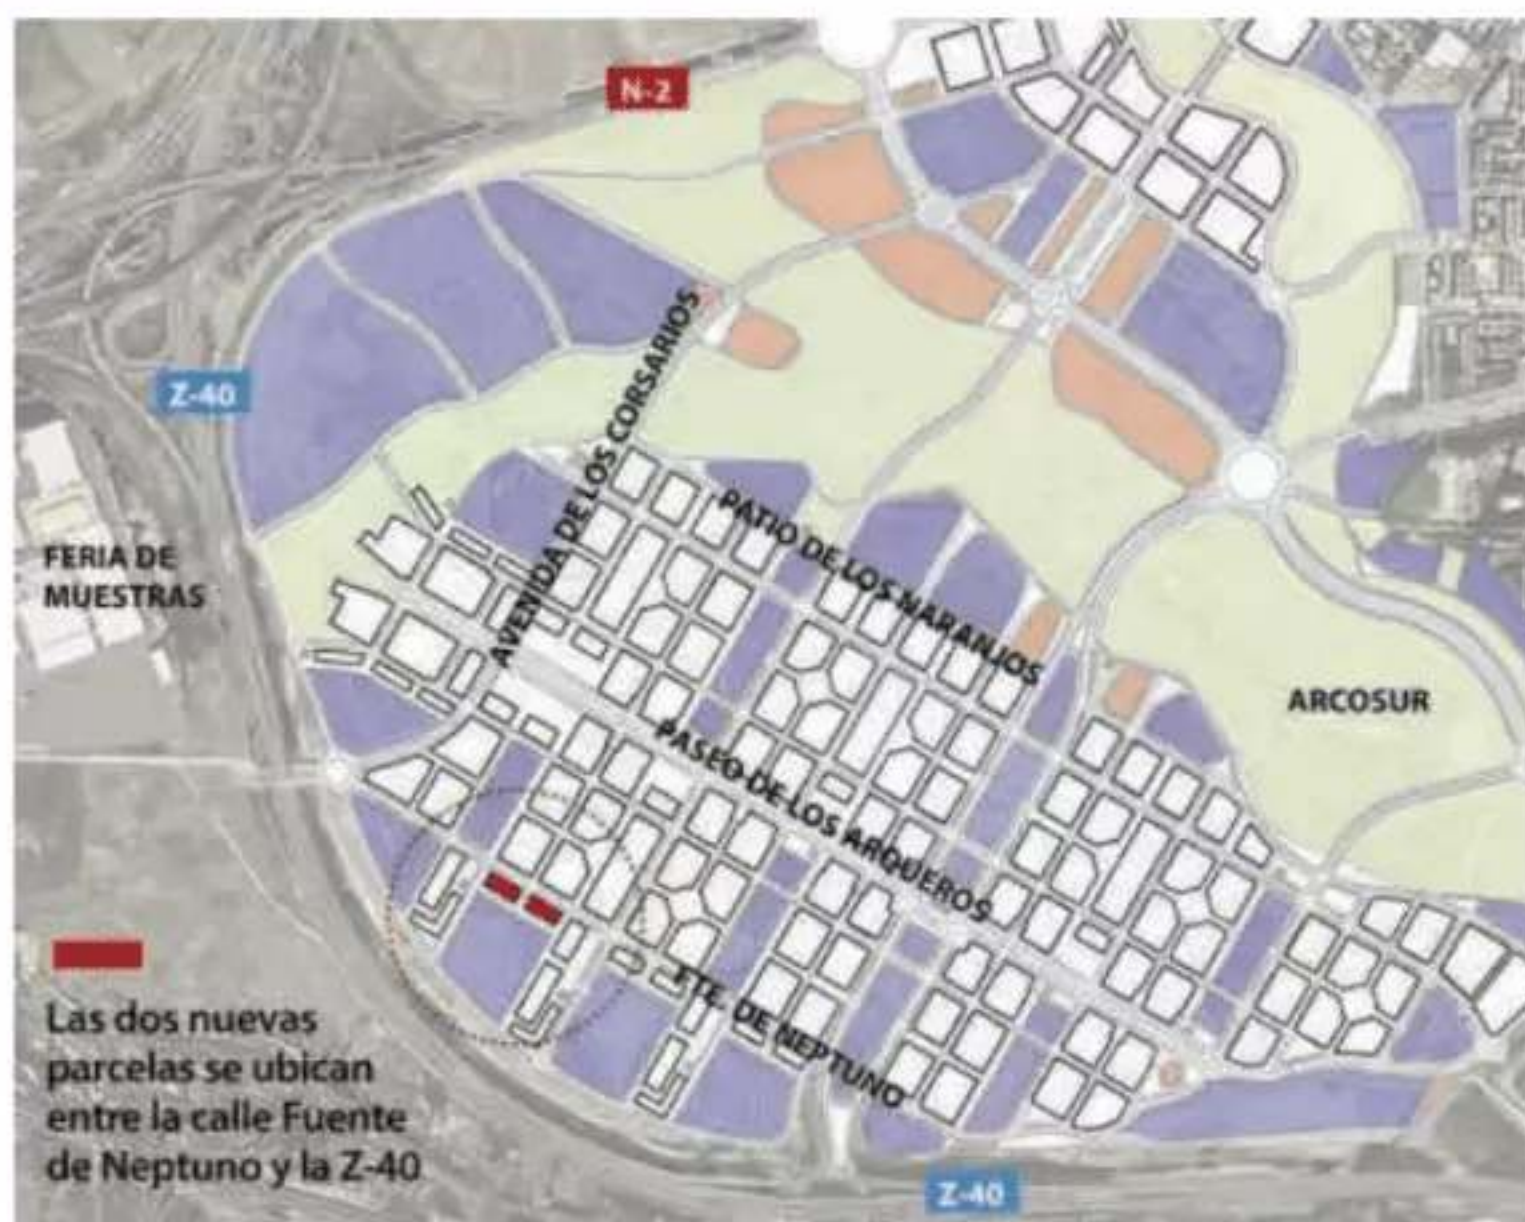 N-2
Z-40
AVENIDA DE LOS CORSARIOS
FERIA DE
MUESTRAS
PATIO DE LOS NARANJOS
ARCOSUR
PASEO DE LOS ARQUEROS
FTE. DE NEPTUNO
Las dos nuevas
parcelas se ubican
entre la calle Fuente
de Neptuno y la Z-40
Z-40